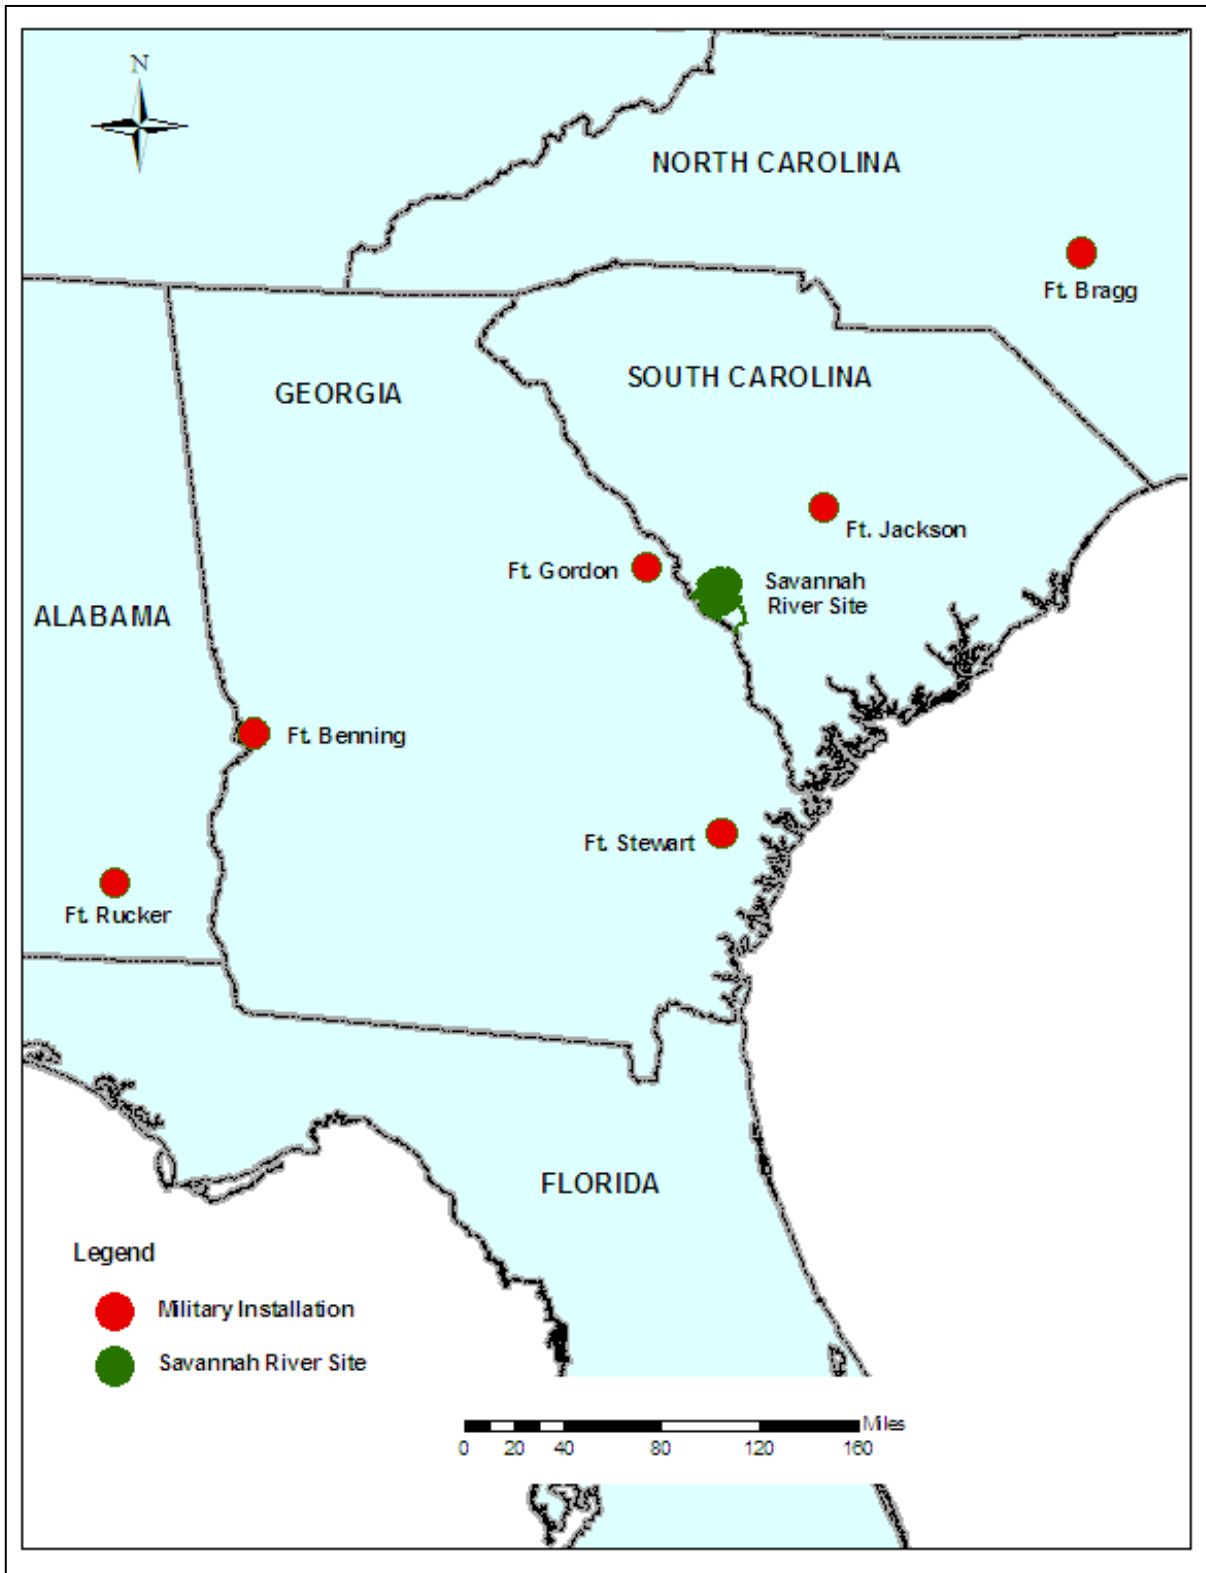 N
NORTH CAROLINA
Ft. Bragg
SOUTH CAROLINA
GEORGIA
Ft. Jackson
Ft. Gordon
Savannah
River Site
ALABAMA
Ft. Benning
Ft. Stewart
Ft. Rucker
FLORIDA
Legend
Military Installation
Savannah River Site
Miles
0 20 40 80 120 160